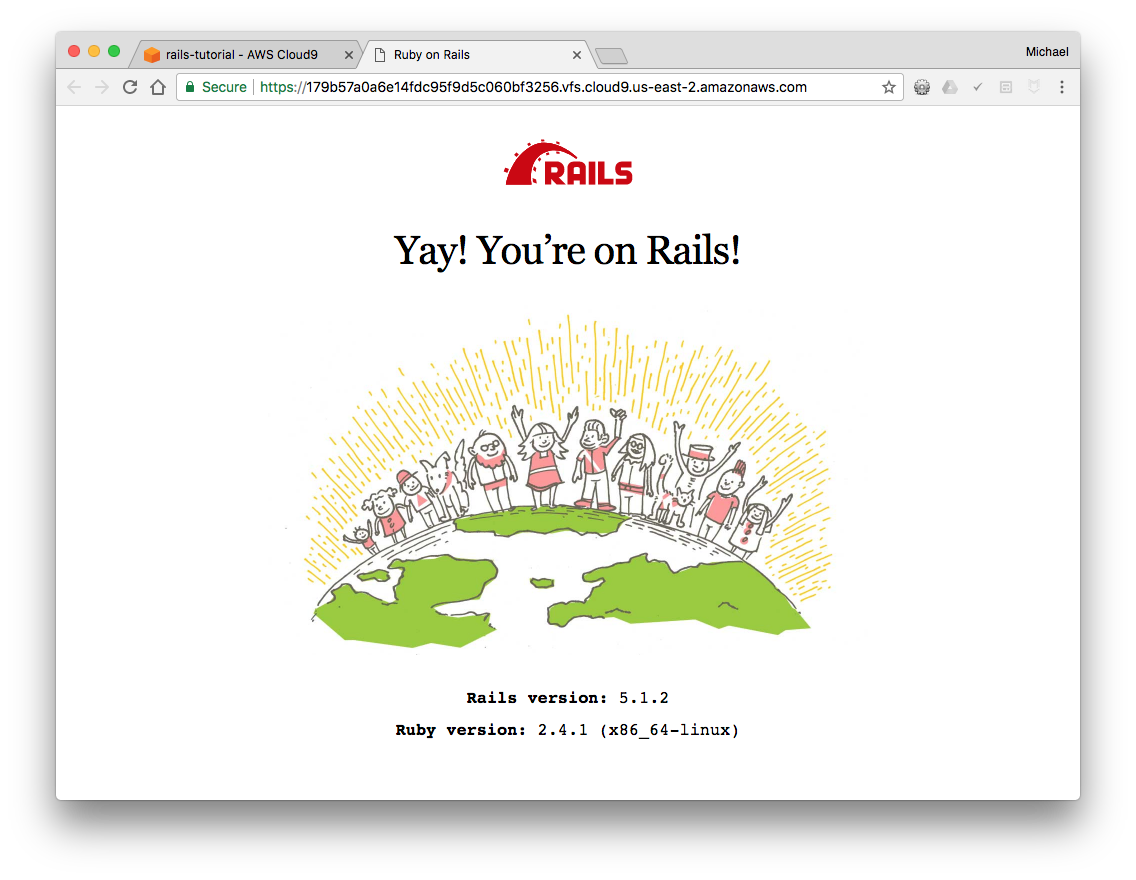 rails-tutorial - AWS Cloud9
Ruby on Rails
Michael
Secure
https://179b57a0a6e14fdc95f9d5c060bf3256.vfs.cloud9.us-east-2.amazonaws.com
RAILS
Yay! You’re on Rails!
Rails version: 5.1.2
Ruby version: 2.4.1 (x86_64-linux)